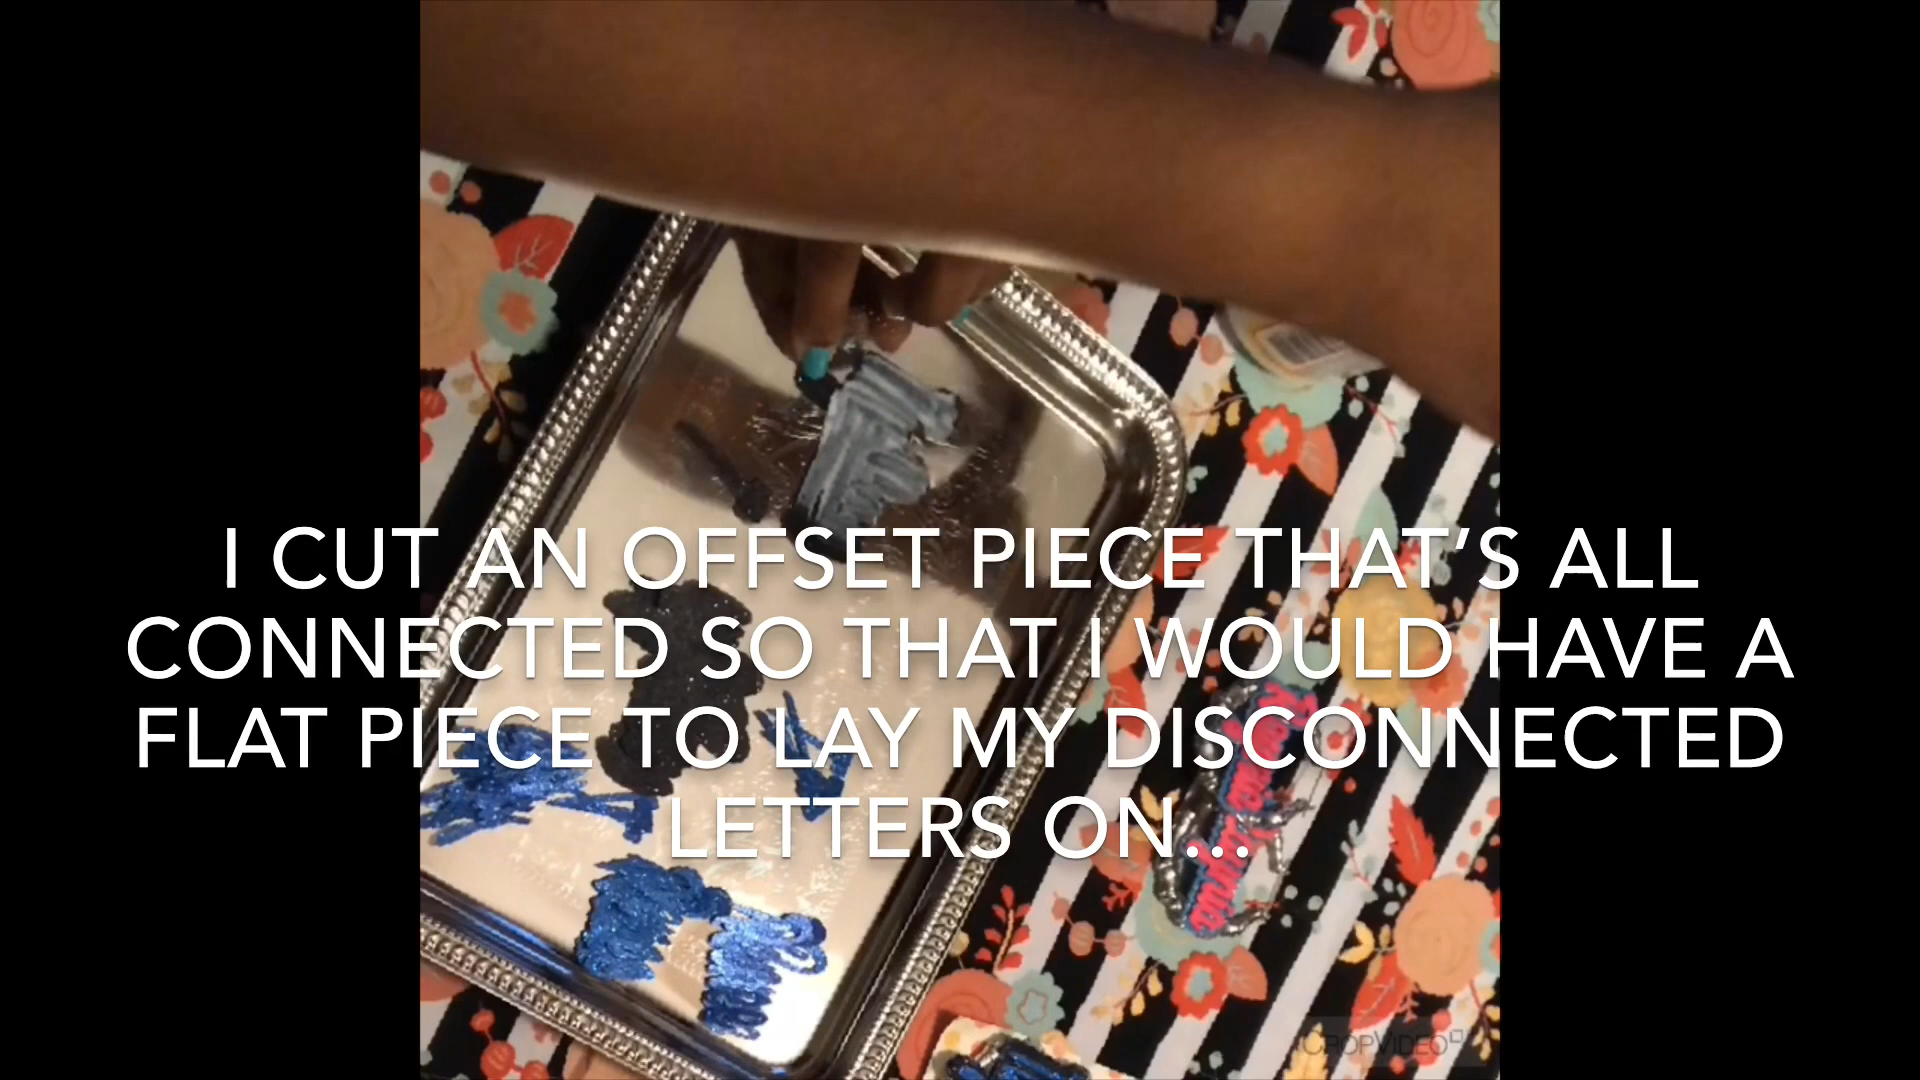 I CUT AN OFFSET PIECE THAT’S ALL
CONNECTED SO THAT I WOULD HAVE A
FLAT PIECE TO LAY MY DISCONNECTED
LETTERS ON…
CROPVIDEO